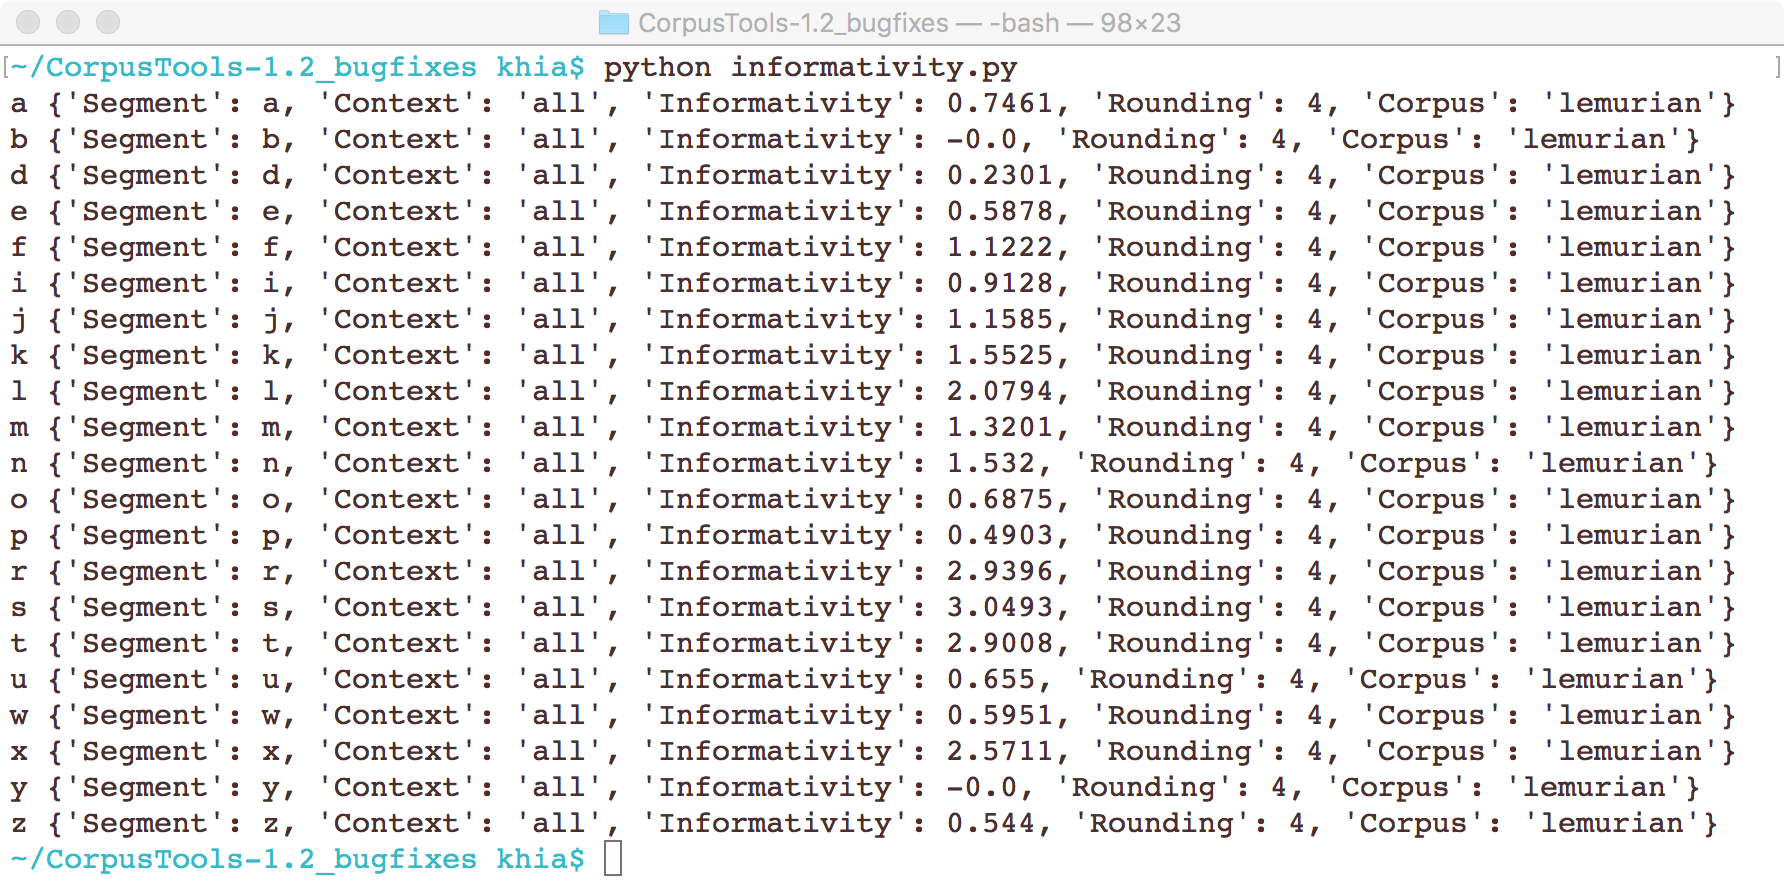 CorpusTools-1.2_bugfixes — -bash — 98×23
[~/CorpusTools-1.2_bugfixes khia$ python informativity.py ]
a {'Segment': a, 'Context': 'all', 'Informativity': 0.7461, 'Rounding': 4, 'Corpus': 'lemurian'}
b {'Segment': b, 'Context': 'all', 'Informativity': -0.0, 'Rounding': 4, 'Corpus': 'lemurian'}
d {'Segment': d, 'Context': 'all', 'Informativity': 0.2301, 'Rounding': 4, 'Corpus': 'lemurian'}
e {'Segment': e, 'Context': 'all', 'Informativity': 0.5878, 'Rounding': 4, 'Corpus': 'lemurian'}
f {'Segment': f, 'Context': 'all', 'Informativity': 1.1222, 'Rounding': 4, 'Corpus': 'lemurian'}
i {'Segment': i, 'Context': 'all', 'Informativity': 0.9128, 'Rounding': 4, 'Corpus': 'lemurian'}
j {'Segment': j, 'Context': 'all', 'Informativity': 1.1585, 'Rounding': 4, 'Corpus': 'lemurian'}
k {'Segment': k, 'Context': 'all', 'Informativity': 1.5525, 'Rounding': 4, 'Corpus': 'lemurian'}
l {'Segment': l, 'Context': 'all', 'Informativity': 2.0794, 'Rounding': 4, 'Corpus': 'lemurian'}
m {'Segment': m, 'Context': 'all', 'Informativity': 1.3201, 'Rounding': 4, 'Corpus': 'lemurian'}
n {'Segment': n, 'Context': 'all', 'Informativity': 1.532, 'Rounding': 4, 'Corpus': 'lemurian'}
o {'Segment': o, 'Context': 'all', 'Informativity': 0.6875, 'Rounding': 4, 'Corpus': 'lemurian'}
p {'Segment': p, 'Context': 'all', 'Informativity': 0.4903, 'Rounding': 4, 'Corpus': 'lemurian'}
r {'Segment': r, 'Context': 'all', 'Informativity': 2.9396, 'Rounding': 4, 'Corpus': 'lemurian'}
s {'Segment': s, 'Context': 'all', 'Informativity': 3.0493, 'Rounding': 4, 'Corpus': 'lemurian'}
t {'Segment': t, 'Context': 'all', 'Informativity': 2.9008, 'Rounding': 4, 'Corpus': 'lemurian'}
u {'Segment': u, 'Context': 'all', 'Informativity': 0.655, 'Rounding': 4, 'Corpus': 'lemurian'}
w {'Segment': w, 'Context': 'all', 'Informativity': 0.5951, 'Rounding': 4, 'Corpus': 'lemurian'}
x {'Segment': x, 'Context': 'all', 'Informativity': 2.5711, 'Rounding': 4, 'Corpus': 'lemurian'}
y {'Segment': y, 'Context': 'all', 'Informativity': -0.0, 'Rounding': 4, 'Corpus': 'lemurian'}
z {'Segment': z, 'Context': 'all', 'Informativity': 0.544, 'Rounding': 4, 'Corpus': 'lemurian'}
~/CorpusTools-1.2_bugfixes khia$